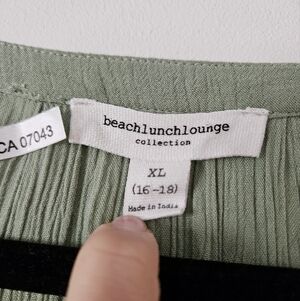 CA 07043
beachlunchlounge
collection
XL
(16-18)
Made in India